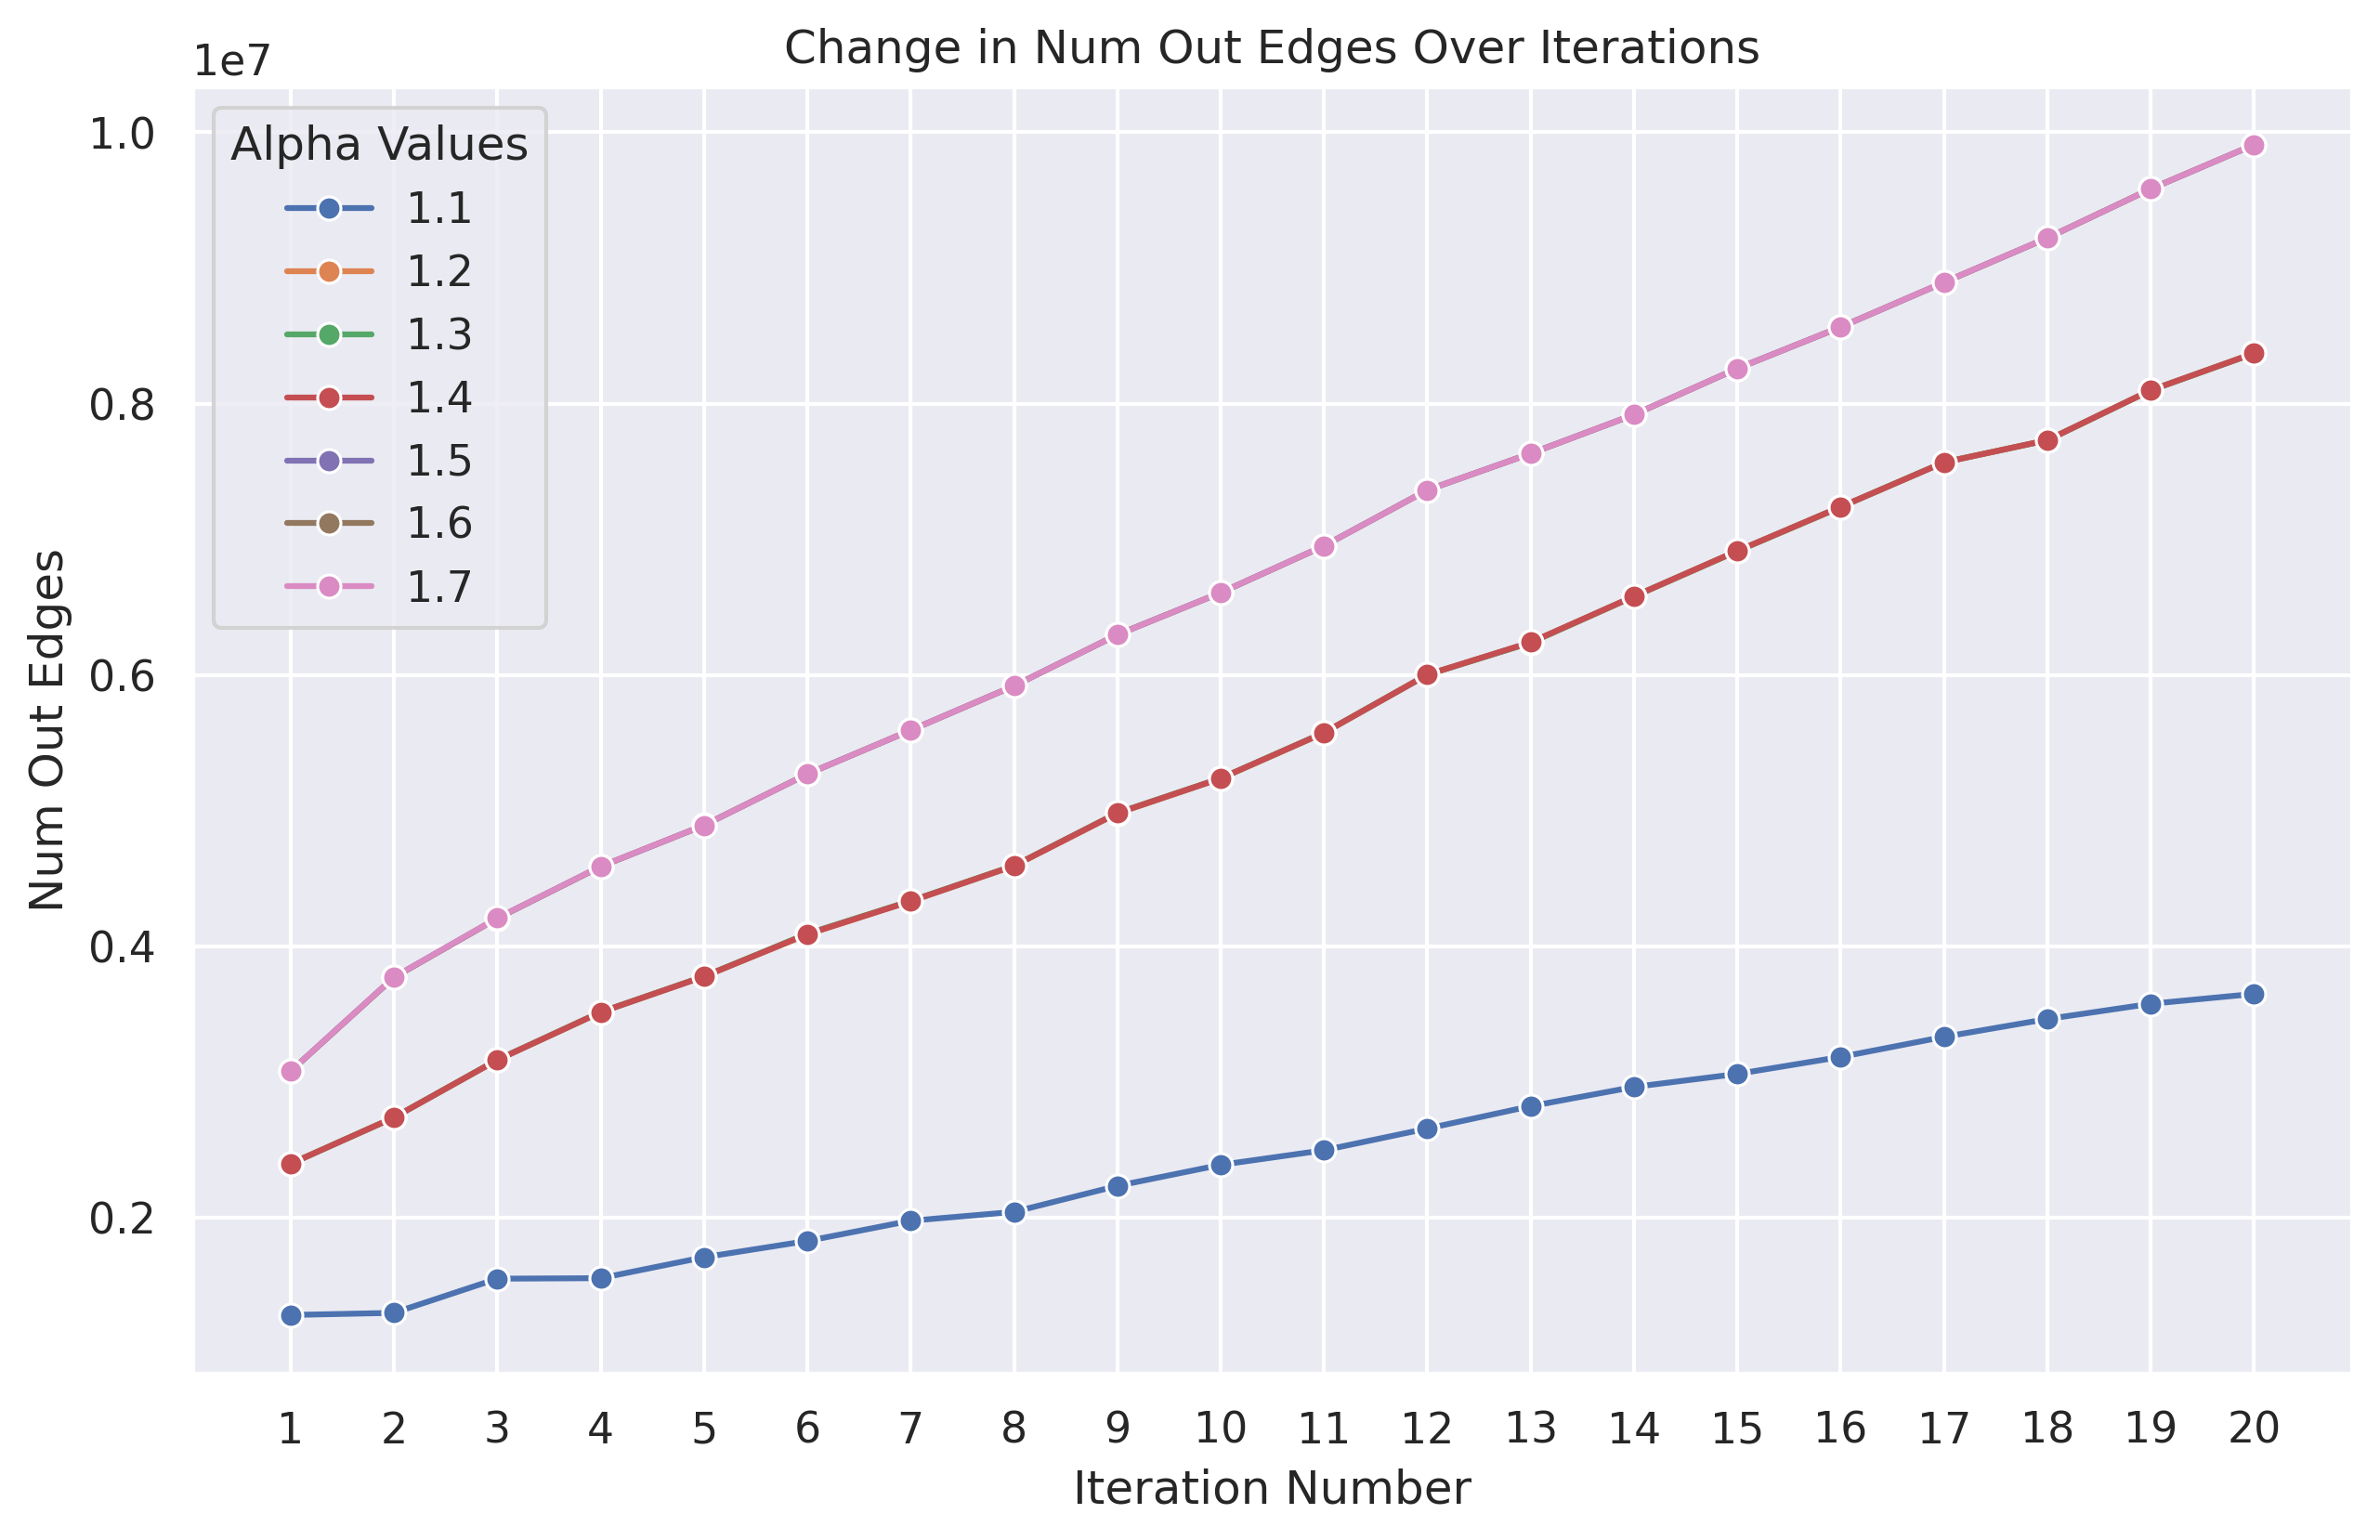 Change in Num Out Edges Over Iterations
1e7
1.0
0.8
0.6
0.4
0.2
Num Out Edges
Alpha Values
1.1
1.2
1.3
1.4
1.5
1.6
1.7
1 2 3 4 5 6 7 8 9 10 11 12 13 14 15 16 17 18 19 20
Iteration Number